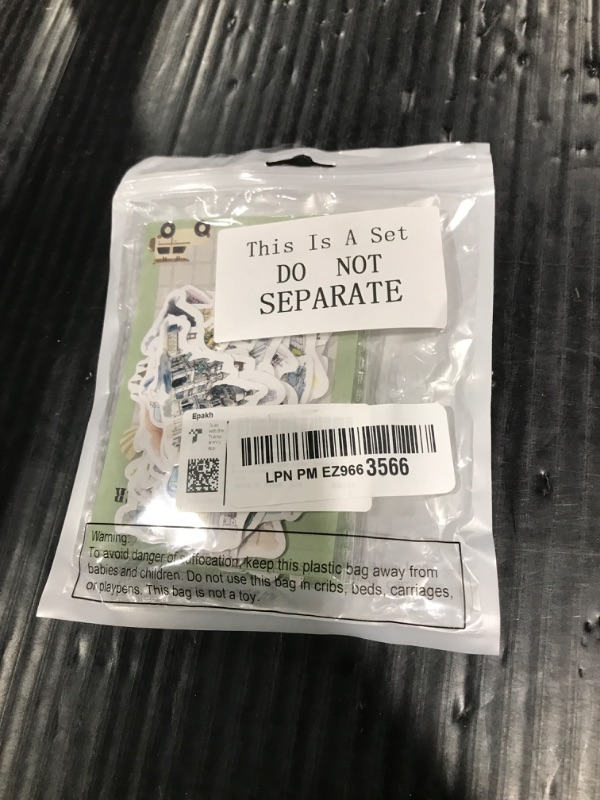 This Is A Set
DO NOT
SEPARATE
Epakh
LPN PM EZ966 3566
Warning:
To avoid danger of suffocation, keep this plastic bag away from
babies and children. Do not use this bag in cribs, beds, carriages,
or playpens. This bag is not a toy.